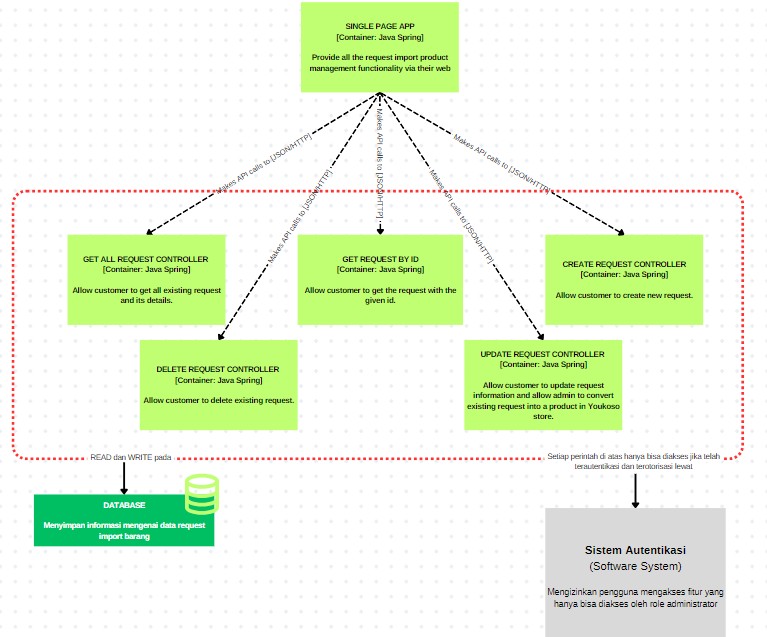 SINGLE PAGE APP
[Container: Java Spring]
Provide all the request import product
management functionality via their web
Makes API calls to [JSON/HTTP]
Makes API calls to [JSON/HTTP]
Makes API calls to [JSON/HTTP]
Makes API calls to [JSON/HTTP]
Makes API calls to [JSON/HTTP]
GET ALL REQUEST CONTROLLER
[Container: Java Spring]
Allow customer to get all existing request
and its details.
GET REQUEST BY ID
[Container: Java Spring]
Allow customer to get the request with the
given id.
CREATE REQUEST CONTROLLER
[Container: Java Spring]
Allow customer to create new request.
DELETE REQUEST CONTROLLER
[Container: Java Spring]
Allow customer to delete existing request.
UPDATE REQUEST CONTROLLER
[Container: Java Spring]
Allow customer to update request
information and allow admin to convert
existing request into a product in Youkoso
store.
READ dan WRITE pada
Setiap perintah di atas hanya bisa diakses jika telah
terautentikasi dan terotorisasi lewat
DATABASE
Menyimpan informasi mengenai data request
import barang
Sistem Autentikasi
(Software System)
Mengizinkan pengguna mengakses fitur yang
hanya bisa diakses oleh role administrator